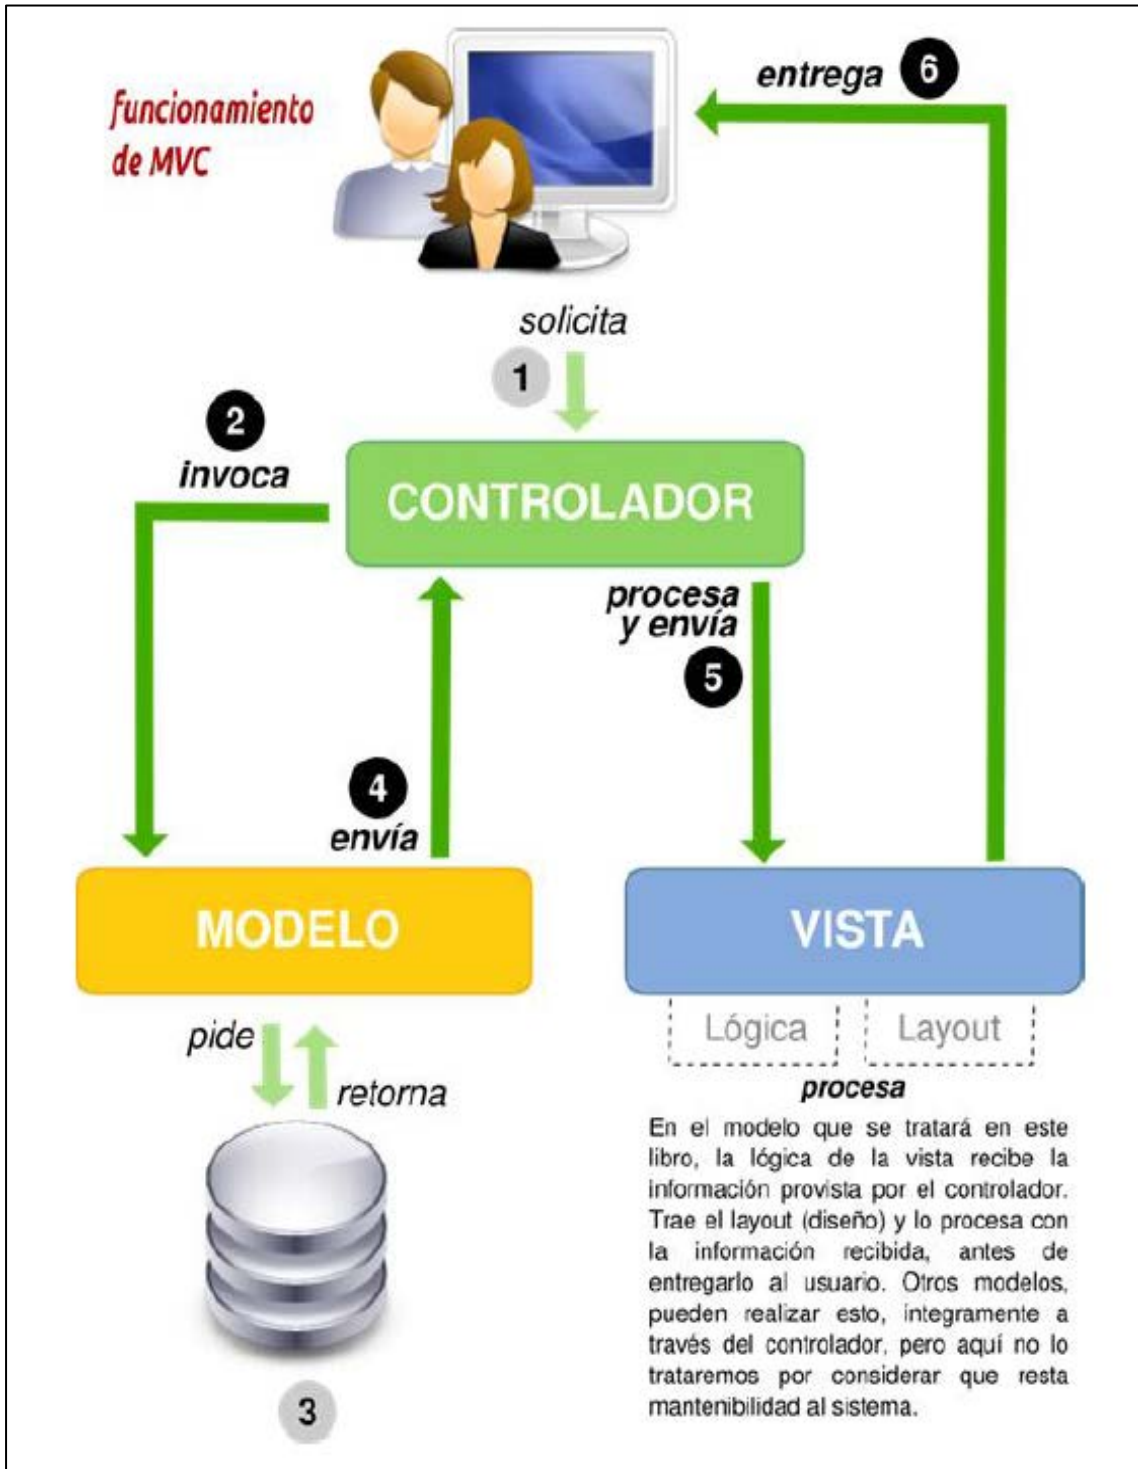 funcionamiento
de MVC
entrega 6
solicita
1
2
invoca
CONTROLADOR
procesa
y envía
5
4
envía
MODELO
VISTA
pide
retorna
3
Lógica
Layout
procesa
En el modelo que se tratará en este
libro, la lógica de la vista recibe la
información provista por el controlador.
Trae el layout (diseño) y lo procesa con
la información recibida, antes de
entregarlo al usuario. Otros modelos,
pueden realizar esto, íntegramente a
través del controlador, pero aquí no lo
trataremos por considerar que resta
mantenibilidad al sistema.